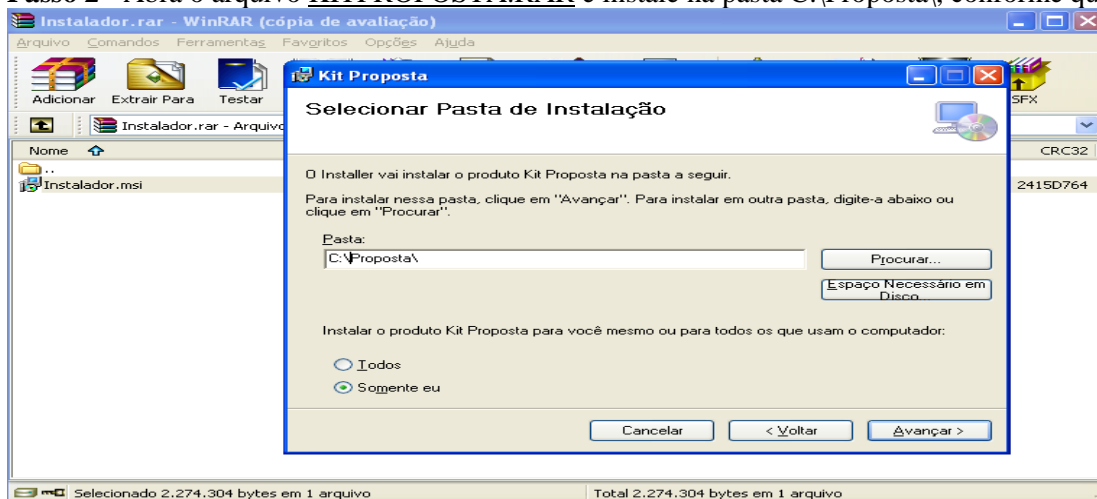 Passo 2 - Abra o arquivo KITPROPOSTA.RAR e instale na pasta C:\Proposta\, conforme qu
Instalador.rar - WinRAR (cópia de avaliação)
Arquivo Comandos Ferramentas Favoritos Opções Ajuda
Adicionar Extrair Para Testar SFX
Instalador.rar - Arquivo
Nome CRC32
..
Instalador.msi 2415D764
Kit Proposta
Selecionar Pasta de Instalação
O Installer vai instalar o produto Kit Proposta na pasta a seguir.
Para instalar nessa pasta, clique em "Avançar". Para instalar em outra pasta, digite-a abaixo ou
clique em "Procurar".
Pasta:
C:\Proposta\
Procurar...
Espaço Necessário em
Disco...
Instalar o produto Kit Proposta para você mesmo ou para todos os que usam o computador:
Todos
Somente eu
Cancelar < Voltar Avançar >
Selecionado 2.274.304 bytes em 1 arquivo Total 2.274.304 bytes em 1 arquivo